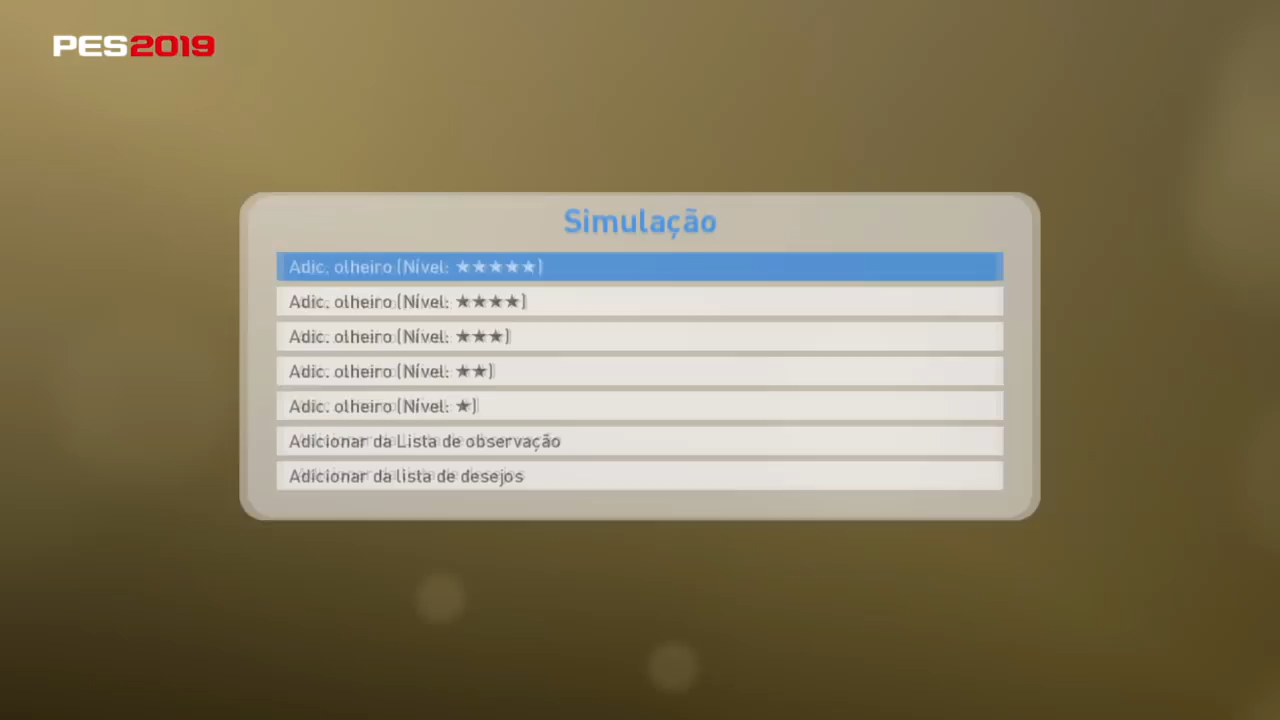 PES2019
Simulação
Adic. olheiro (Nível: ★★★★★)
Adic. olheiro (Nível: ★★★★)
Adic. olheiro (Nível: ★★★)
Adic. olheiro (Nível: ★★)
Adic. olheiro (Nível: ★)
Adicionar da Lista de observação
Adicionar da lista de desejos